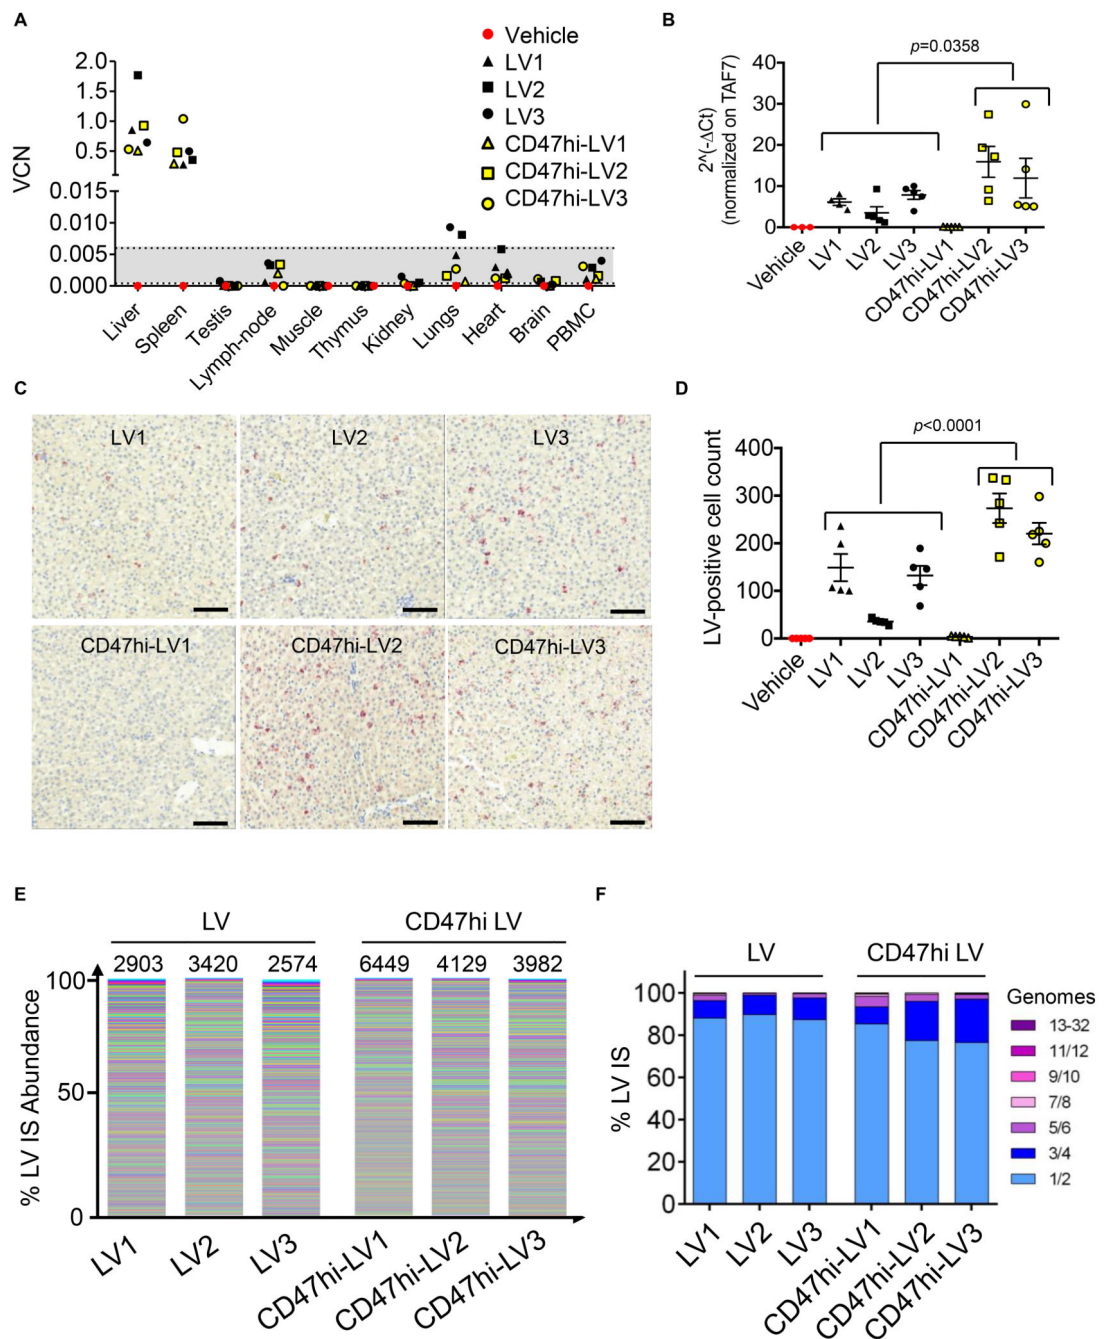 A
VCN
2.0
1.5
1.0
0.5
0.015
0.010
0.005
0.000
Vehicle
LV1
LV2
LV3
CD47hi-LV1
CD47hi-LV2
CD47hi-LV3
Liver
Spleen
Testis
Lymph-node
Muscle
Thymus
Kidney
Lungs
Heart
Brain
PBMC
B
p=0.0358
2^(-ΔCt)
(normalized on TAF7)
40
30
20
10
0
Vehicle
LV1
LV2
LV3
CD47hi-LV1
CD47hi-LV2
CD47hi-LV3
C
LV1
LV2
LV3
CD47hi-LV1
CD47hi-LV2
CD47hi-LV3
D
p<0.0001
LV-positive cell count
400
300
200
100
0
Vehicle
LV1
LV2
LV3
CD47hi-LV1
CD47hi-LV2
CD47hi-LV3
E
LV
CD47hi LV
2903 3420 2574 6449 4129 3982
% LV IS Abundance
100
50
0
LV1
LV2
LV3
CD47hi-LV1
CD47hi-LV2
CD47hi-LV3
F
LV
CD47hi LV
% LV IS
100
80
60
40
20
0
LV1
LV2
LV3
CD47hi-LV1
CD47hi-LV2
CD47hi-LV3
Genomes
13-32
11/12
9/10
7/8
5/6
3/4
1/2